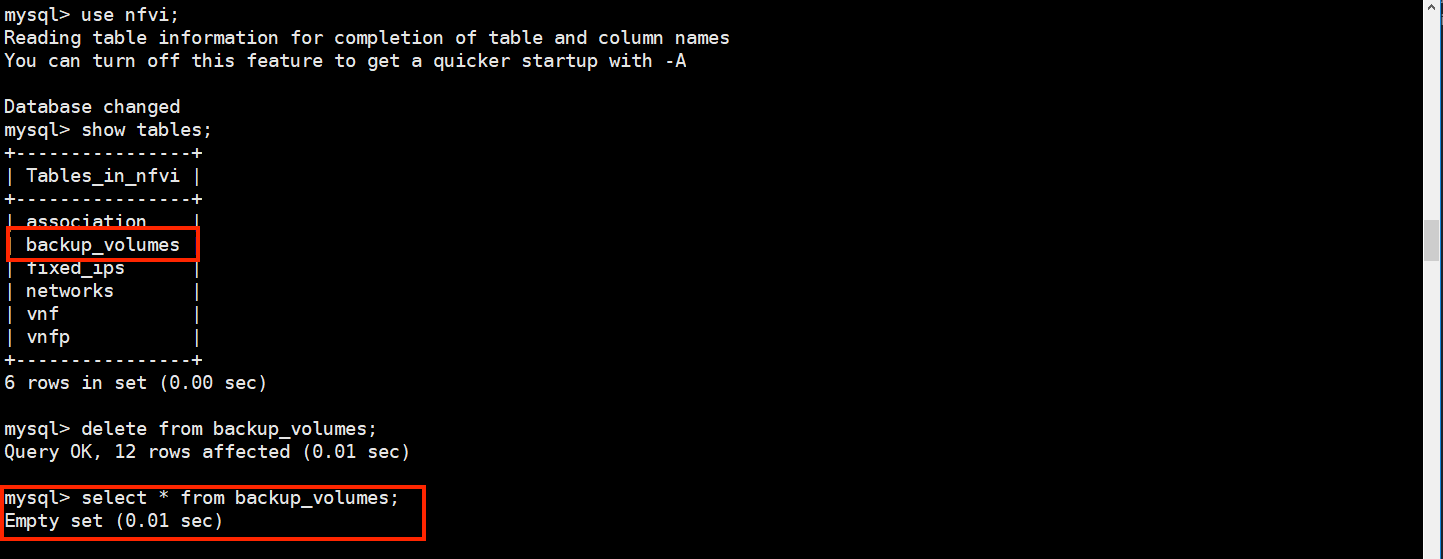 mysql> use nfvi;
Reading table information for completion of table and column names
You can turn off this feature to get a quicker startup with -A
Database changed
mysql> show tables;
+----------------+
| Tables_in_nfvi |
+----------------+
| association    |
| backup_volumes
| fixed_ips      |
| networks       |
| vnf            |
| vnfp           |
+----------------+
6 rows in set (0.00 sec)
mysql> delete from backup_volumes;
Query OK, 12 rows affected (0.01 sec)
mysql> select * from backup_volumes;
Empty set (0.01 sec)